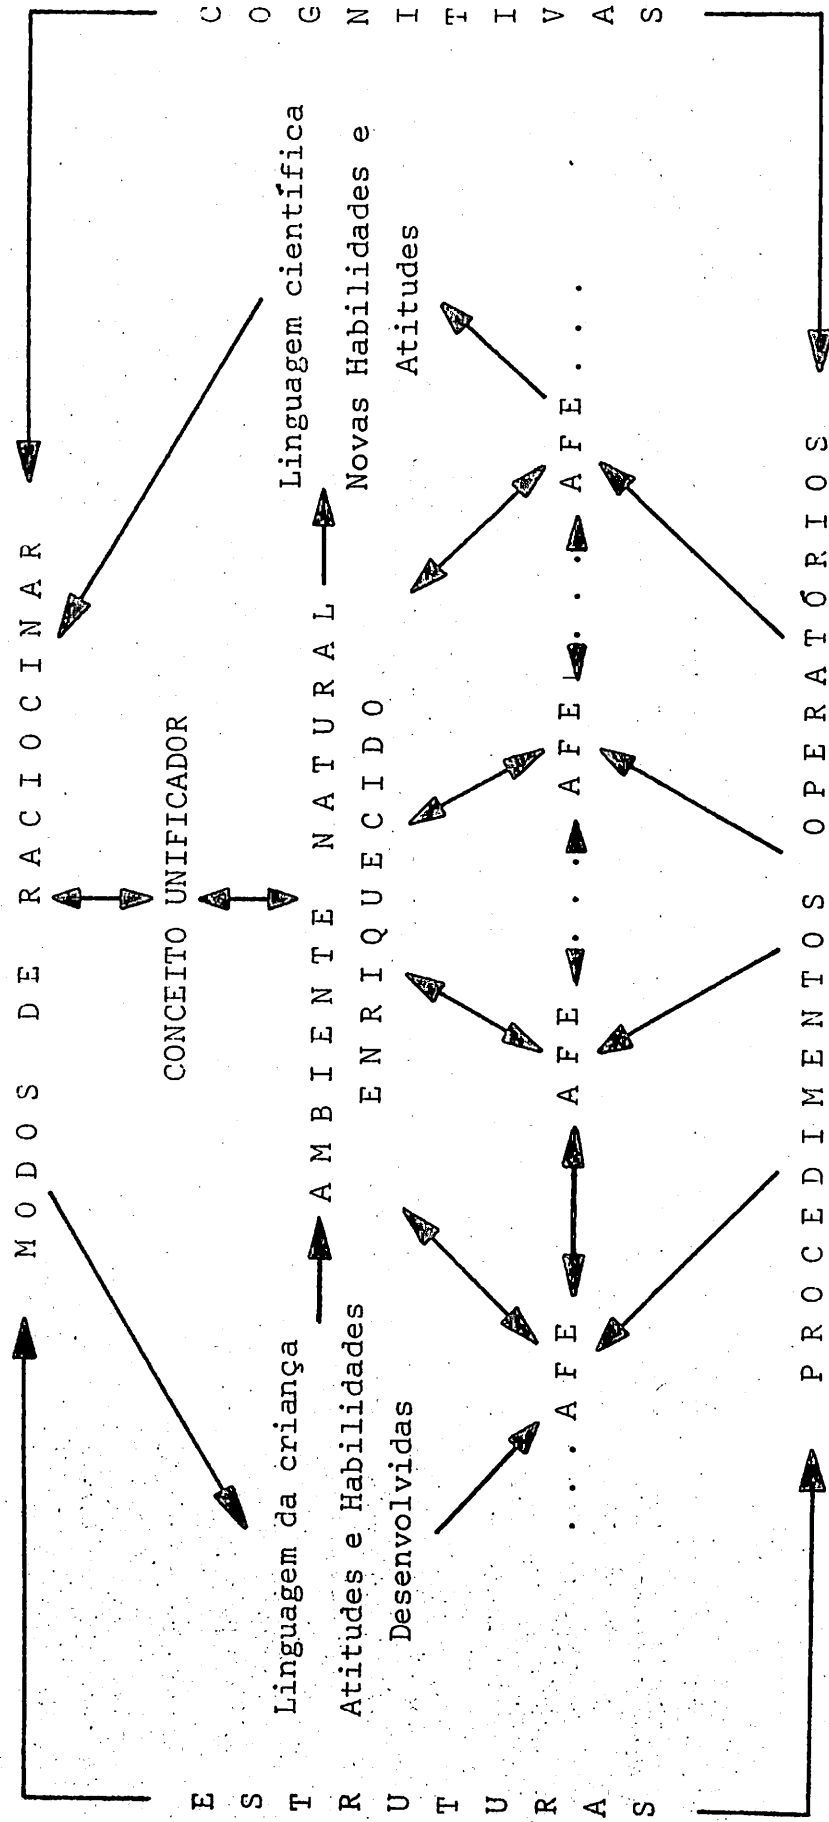 MODOS DE RACIOCINAR
CONCEITO UNIFICADOR
ESTRUTURAS
Linguagem da criança
Atitudes e Habilidades
Desenvolvidas
AMBIENTE NATURAL
ENRIQUECIDO
Linguagem científica
Novas Habilidades e
Atitudes
COGNITIVAS
....AFE AFE .... AFE .... AFE ....
PROCEDIMENTOS OPERATÓRIOS